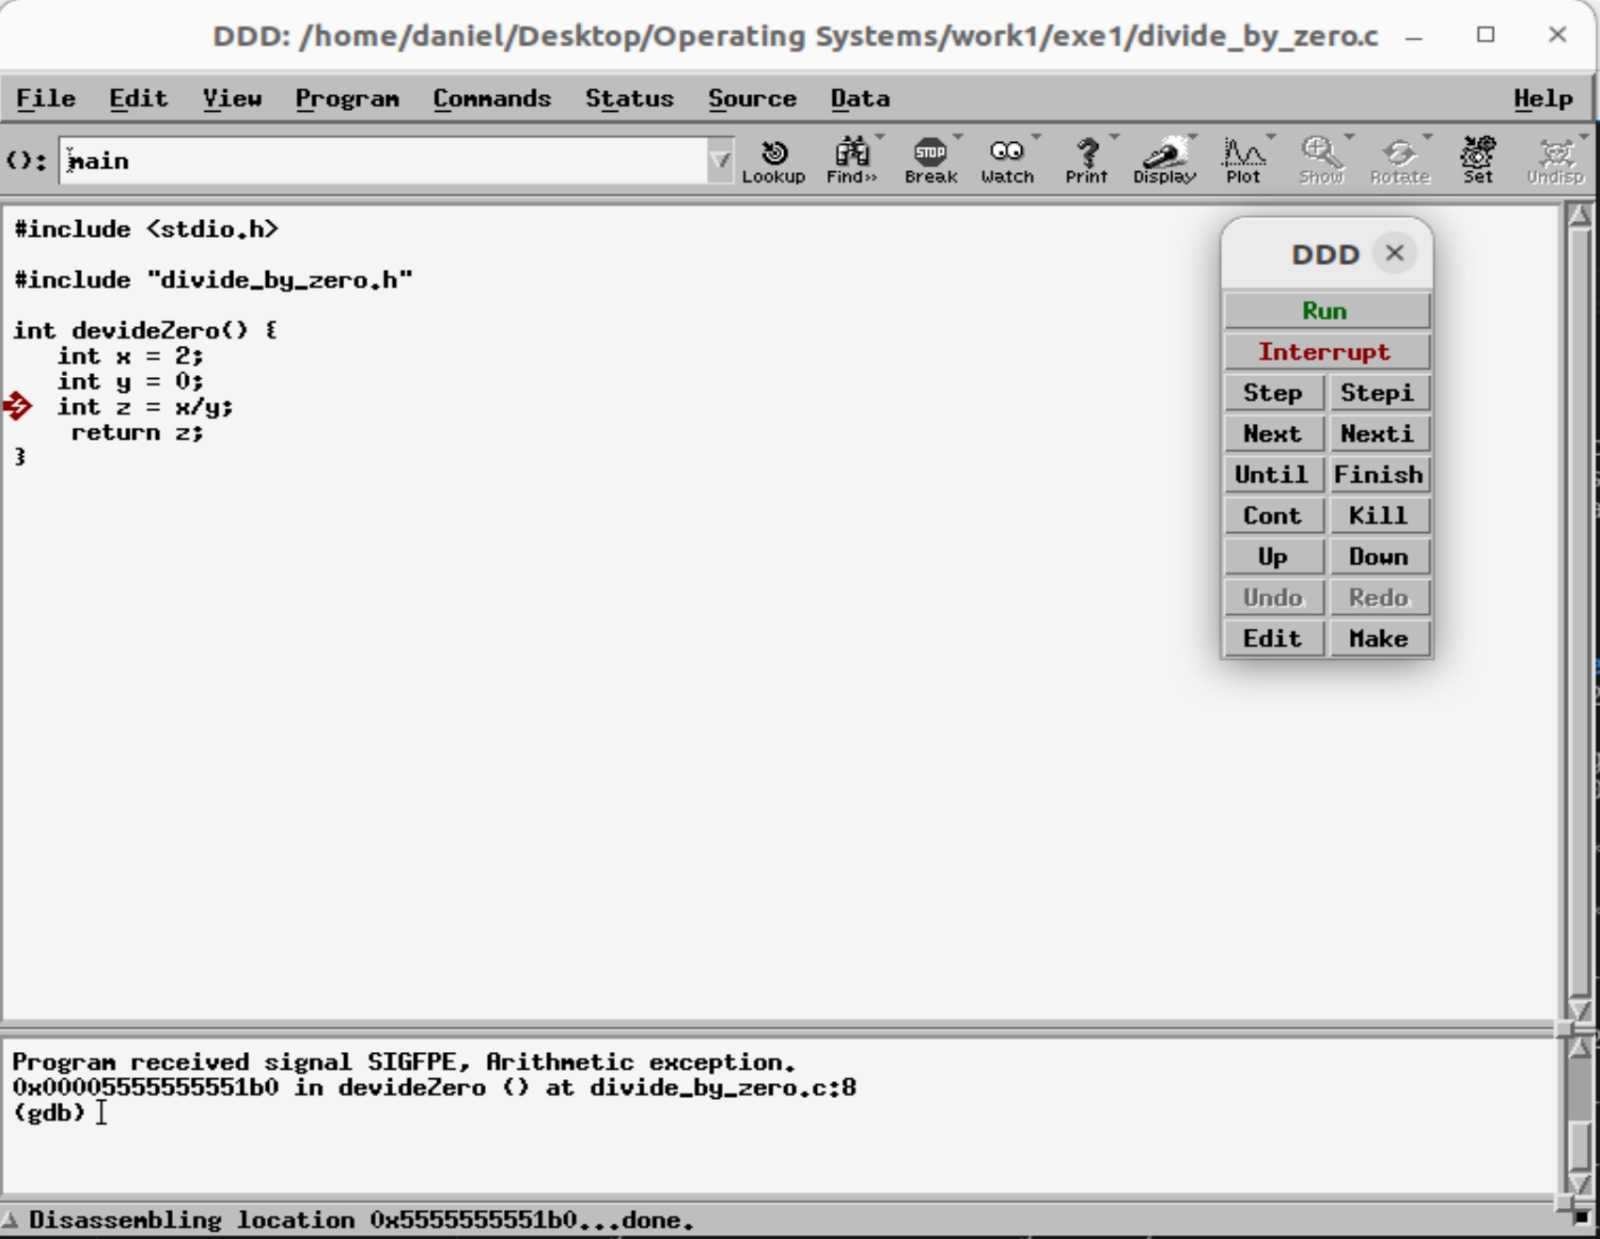 DDD: /home/daniel/Desktop/Operating Systems/work1/exe1/divide_by_zero.c
File Edit View Program Commands Status Source Data Help
(): main Lookup Find» STOP Break Watch Print Display Plot Show Rotate Set Undisp
#include <stdio.h>
#include "divide_by_zero.h"
int devideZero() {
int x = 2;
int y = 0;
int z = x/y;
return z;
}
DDD
Run
Interrupt
Step Stepi
Next Nexti
Until Finish
Cont Kill
Up Down
Undo Redo
Edit Make
Program received signal SIGFPE, Arithmetic exception.
0x00005555555551b0 in devideZero () at divide_by_zero.c:8
(gdb)
Disassembling location 0x5555555551b0...done.